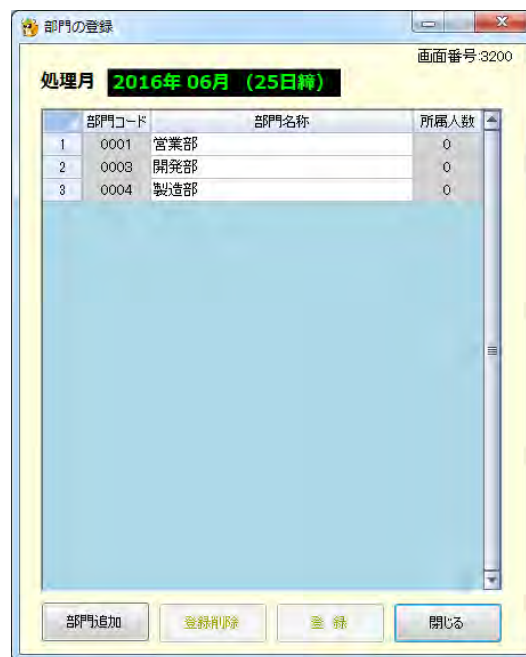 部門の登録
画面番号:3200
処理月 2016年 06月 (25日締)
部門コード 部門名称 所属人数
1 0001 営業部 0
2 0003 開発部 0
3 0004 製造部 0
部門追加 登録削除 登 録 閉じる